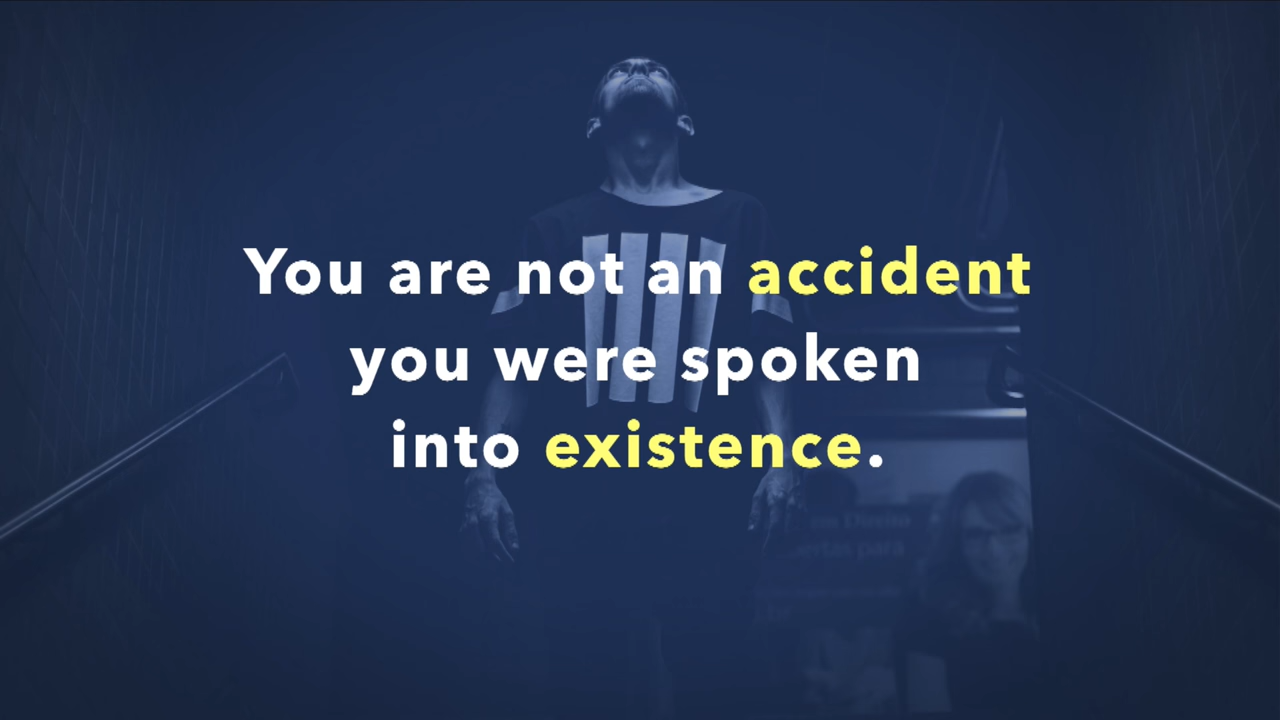 You are not an accident
you were spoken
into existence.